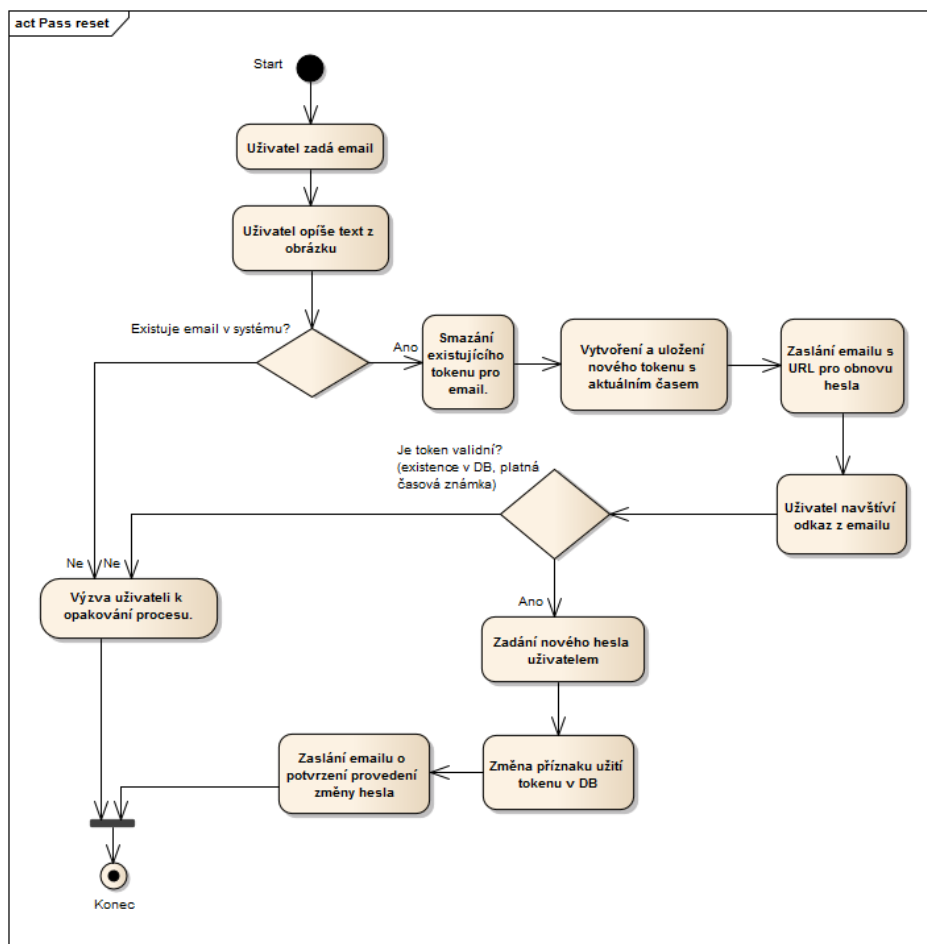 act Pass reset
Start
Uživatel zadá email
Uživatel opíše text z
obrázku
Existuje email v systému?
Ano
Smazání
existujícího
tokenu pro
email.
Vytvoření a uložení
nového tokenu s
aktuálním časem
Zaslání emailu s
URL pro obnovu
hesla
Je token validní?
(existence v DB, platná
časová známka)
Uživatel navštíví
odkaz z emailu
Ne
Ne
Výzva uživateli k
opakování procesu.
Ano
Zadání nového hesla
uživatelem
Změna příznaku užití
tokenu v DB
Zaslání emailu o
potvrzení provedení
změny hesla
Konec